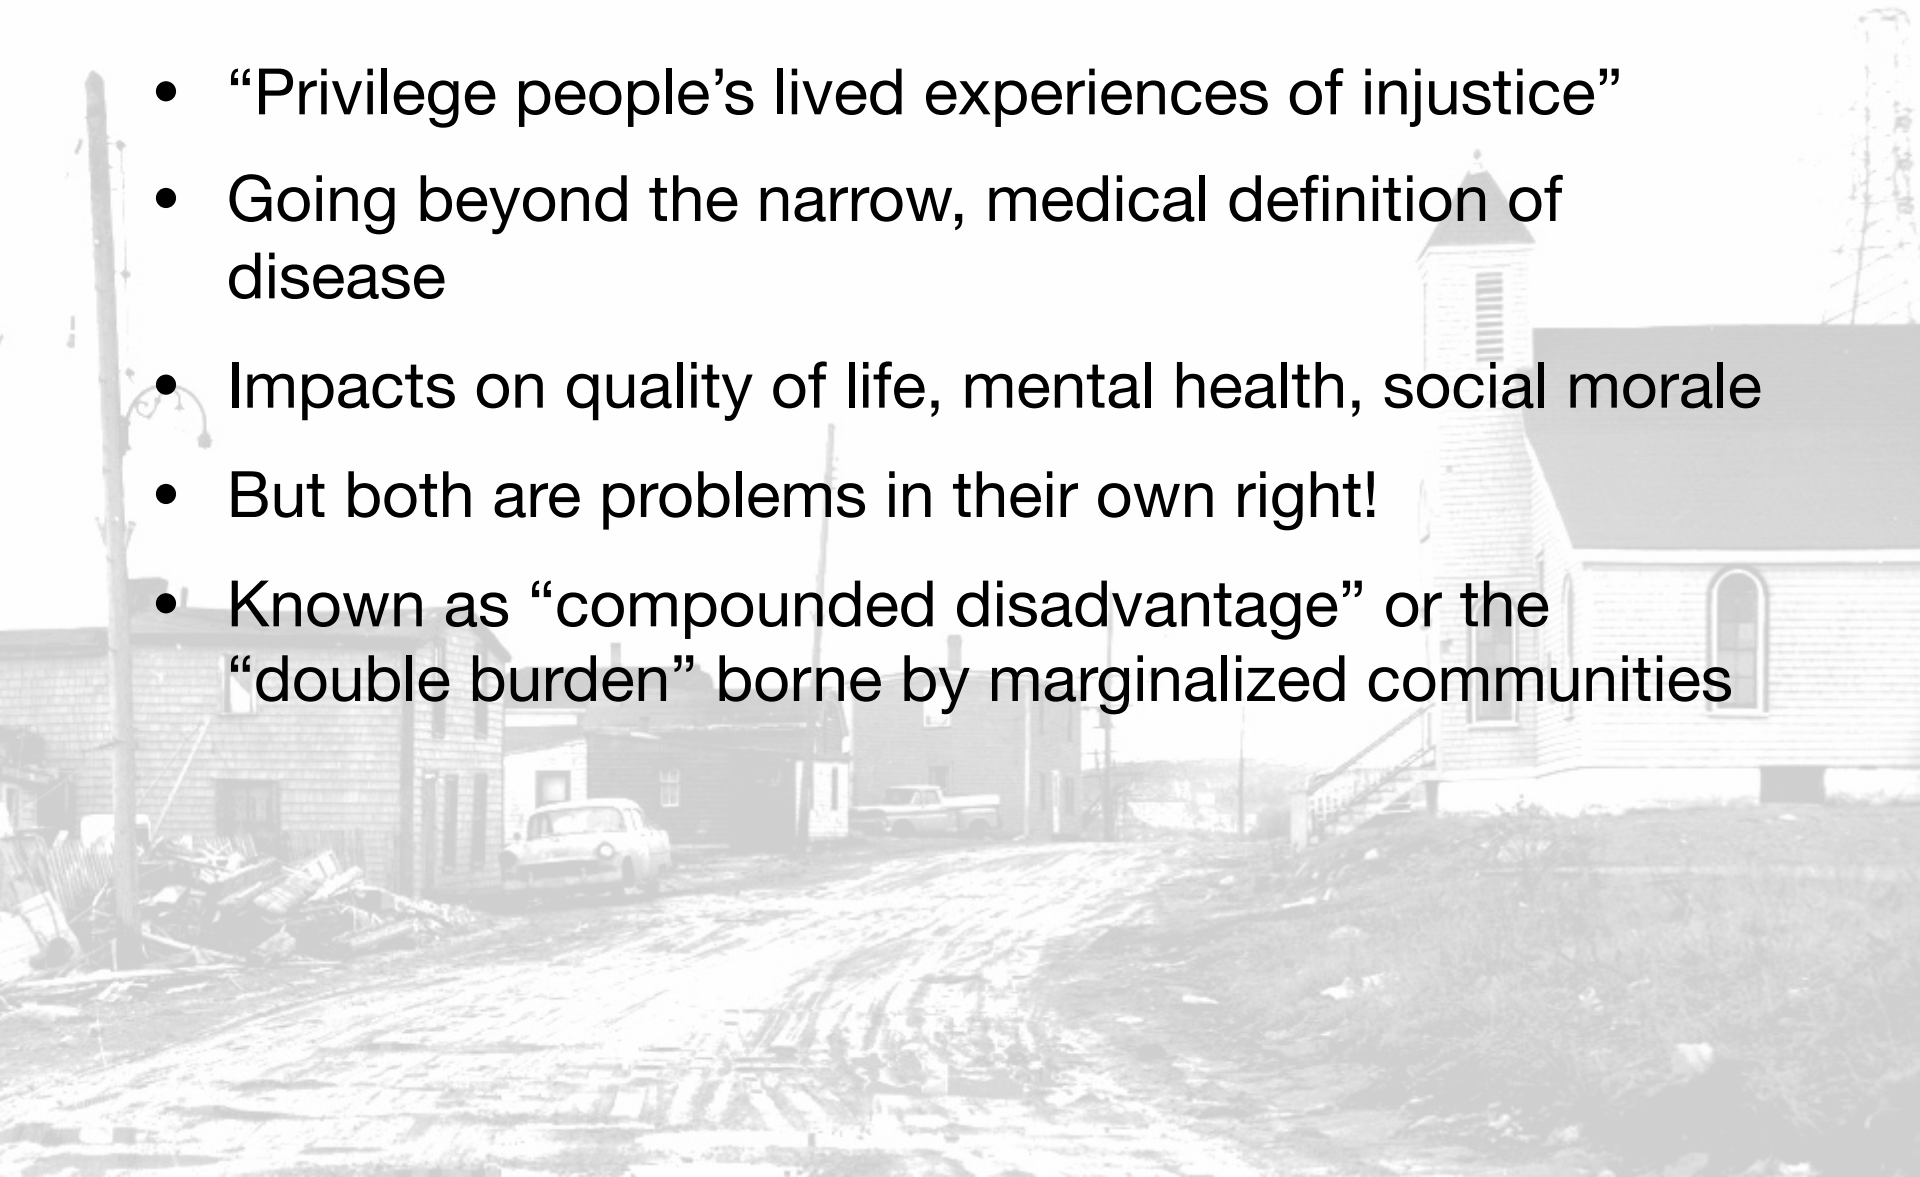 • “Privilege people’s lived experiences of injustice”
• Going beyond the narrow, medical definition of
disease
• Impacts on quality of life, mental health, social morale
• But both are problems in their own right!
• Known as “compounded disadvantage” or the
“double burden” borne by marginalized communities